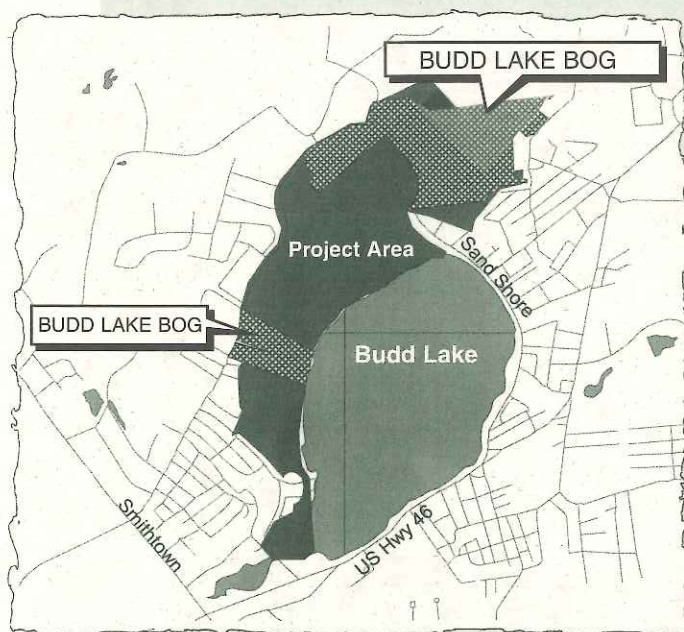 BUDD LAKE BOG
Project Area
Sand Shore
BUDD LAKE BOG
Budd Lake
Smithtown
US Hwy 46